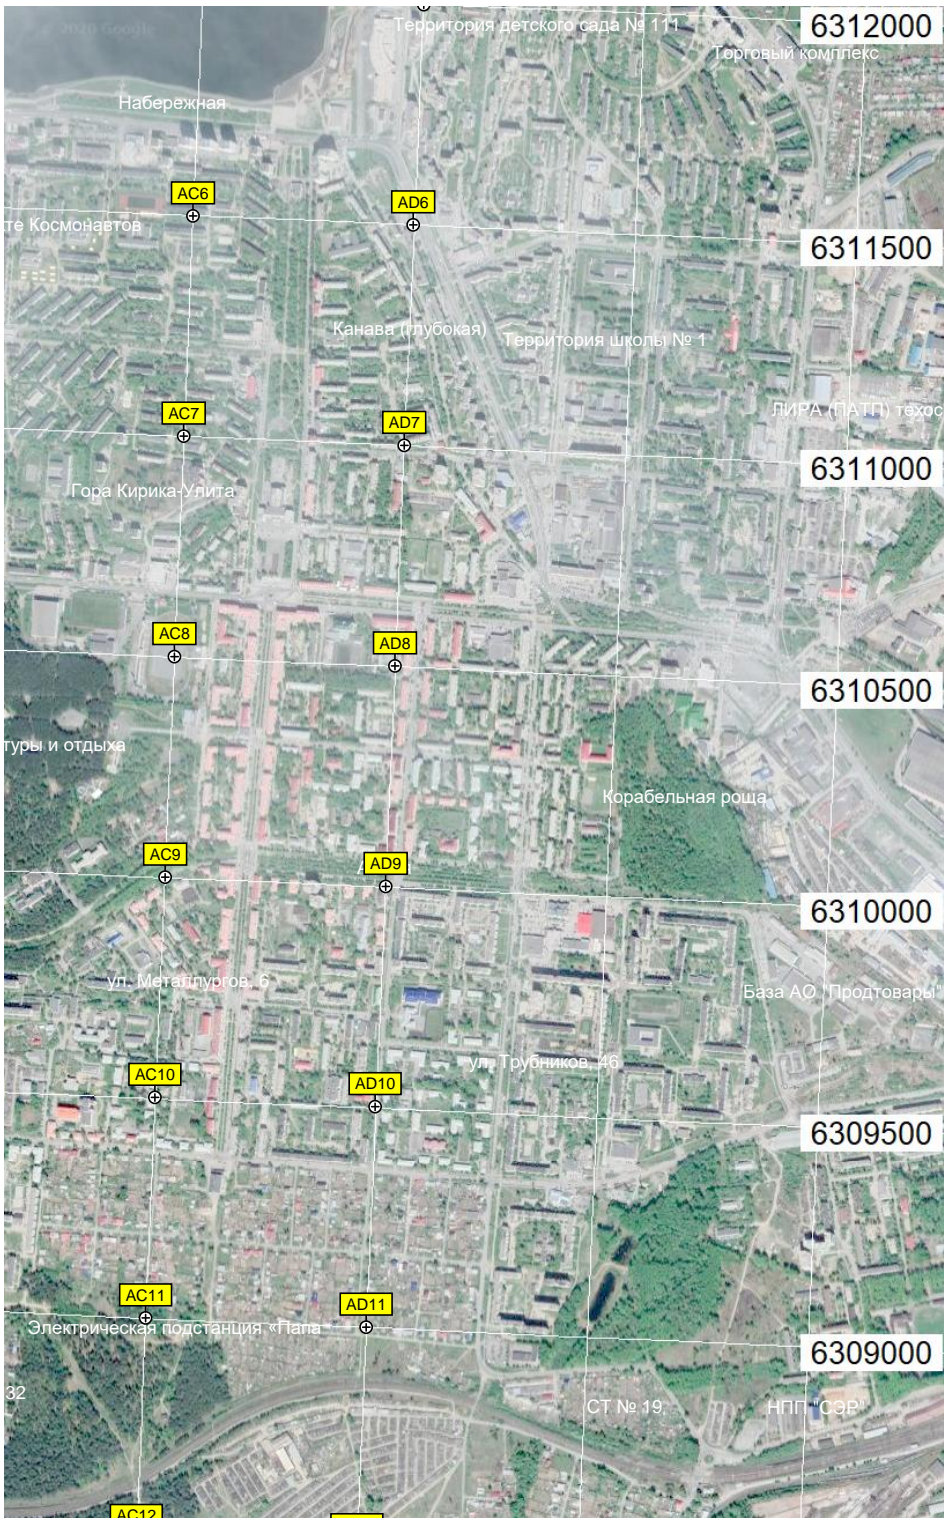 © 2020 Google
Территория детского сада № 111
6312000
Торговый комплекс
Набережная
AC6
AD6
те Космонавтов
6311500
Канава (глубокая)
Территория школы № 1
AC7
AD7
ЛИРА (ПАТП) техос
6311000
Гора Кирика-Улита
AC8
AD8
6310500
туры и отдыха
Корабельная роща
AC9
AD9
6310000
ул. Металлургов, 6
База АО "Продтовары"
ул. Трубников, 46
AC10
AD10
6309500
AC11
AD11
Электрическая подстанция «Папа
6309000
32
СТ № 19,
НПП "СЭР"
AC12